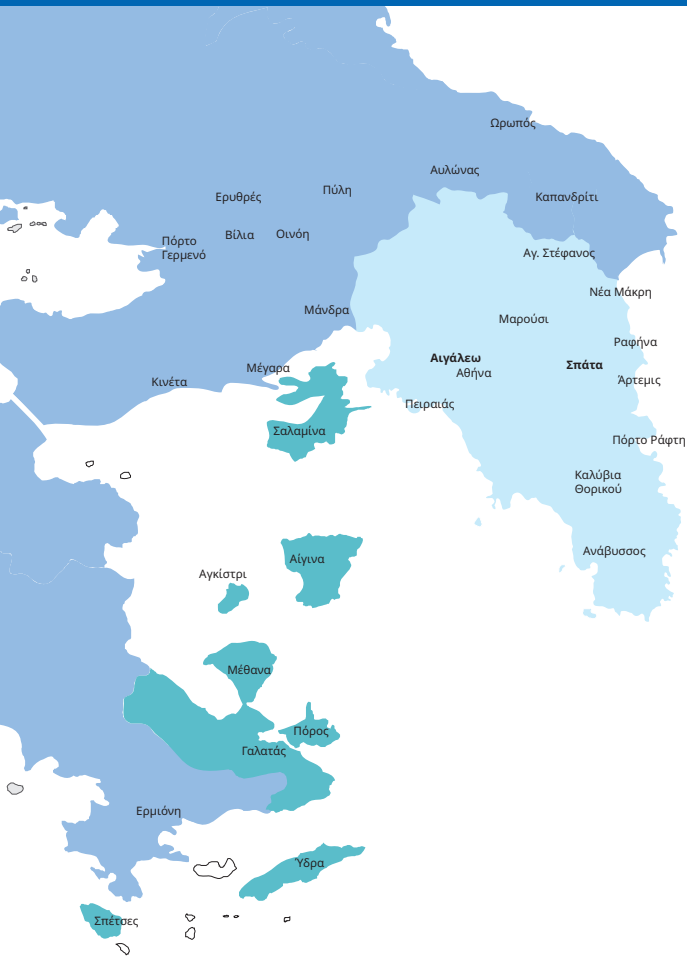 Ωρωπός
Αυλώνας
Πύλη
Ερυθρές
Καπανδρίτι
Βίλια
Οινόη
Πόρτο
Γερμενό
Αγ. Στέφανος
Νέα Μάκρη
Μάνδρα
Μαρούσι
Ραφήνα
Αιγάλεω
Σπάτα
Μέγαρα
Αθήνα
Κινέτα
Άρτεμις
Πειραιάς
Σαλαμίνα
Πόρτο Ράφτη
Καλύβια
Θορικού
Ανάβυσσος
Αίγινα
Αγκίστρι
Μέθανα
Πόρος
Γαλατάς
Ερμιόνη
Ύδρα
Σπέτσες